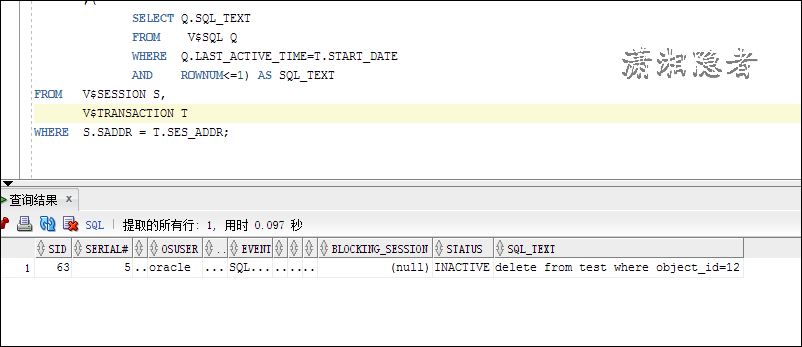 SELECT Q.SQL_TEXT
FROM V$SQL Q
WHERE Q.LAST_ACTIVE_TIME=T.START_DATE
AND ROWNUM<=1) AS SQL_TEXT
潇湘隐者
FROM V$SESSION S,
V$TRANSACTION T
WHERE S.SADDR = T.SES_ADDR;
查询结果 x
SQL | 提取的所有行: 1, 用时 0.097 秒
SID SERIAL# OSUSER ... EVENT BLOCKING_SESSION STATUS SQL_TEXT
1 63 5 ... oracle ... SQL... ... ... (null) INACTIVE delete from test where object_id=12